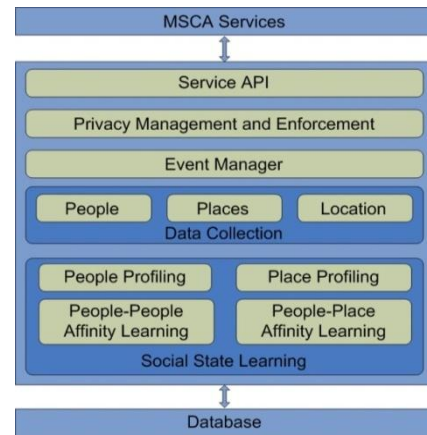 MSCA Services
Service API
Privacy Management and Enforcement
Event Manager
People Places Location
Data Collection
People Profiling Place Profiling
People-People
Affinity Learning
People-Place
Affinity Learning
Social State Learning
Database